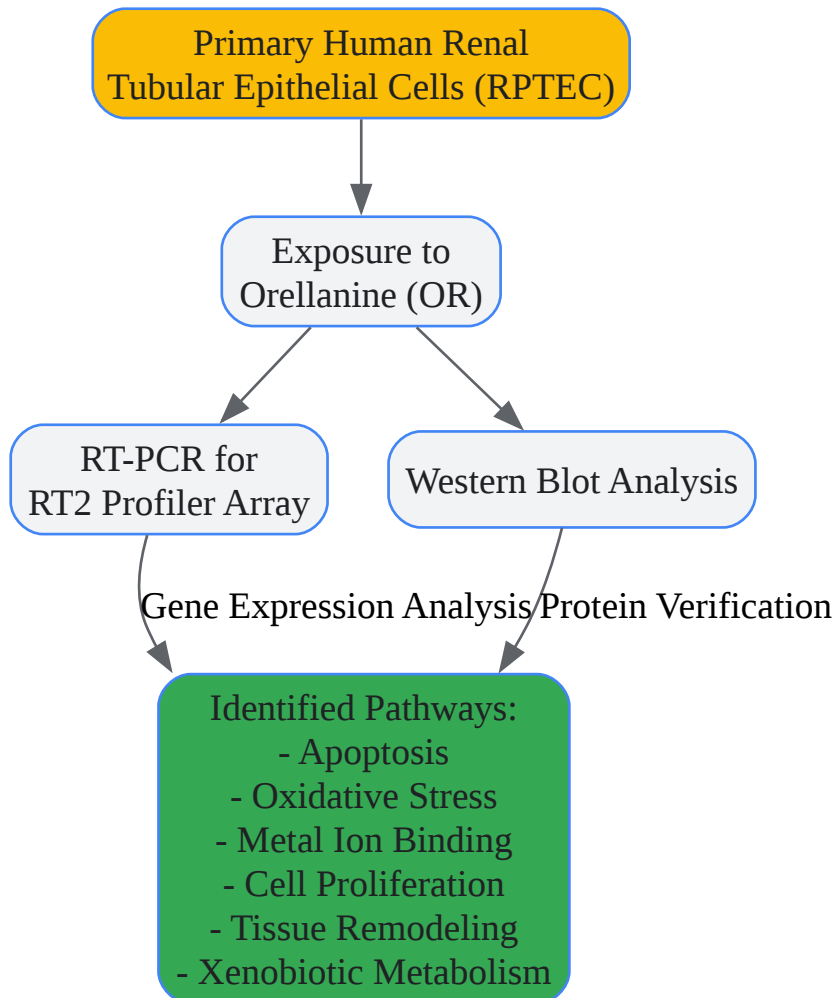 Primary Human Renal
Tubular Epithelial Cells (RPTEC)
Exposure to
Orellanine (OR)
RT-PCR for
RT2 Profiler Array
Western Blot Analysis
Gene Expression Analysis
Protein Verification
Identified Pathways:
- Apoptosis
- Oxidative Stress
- Metal Ion Binding
- Cell Proliferation
- Tissue Remodeling
- Xenobiotic Metabolism